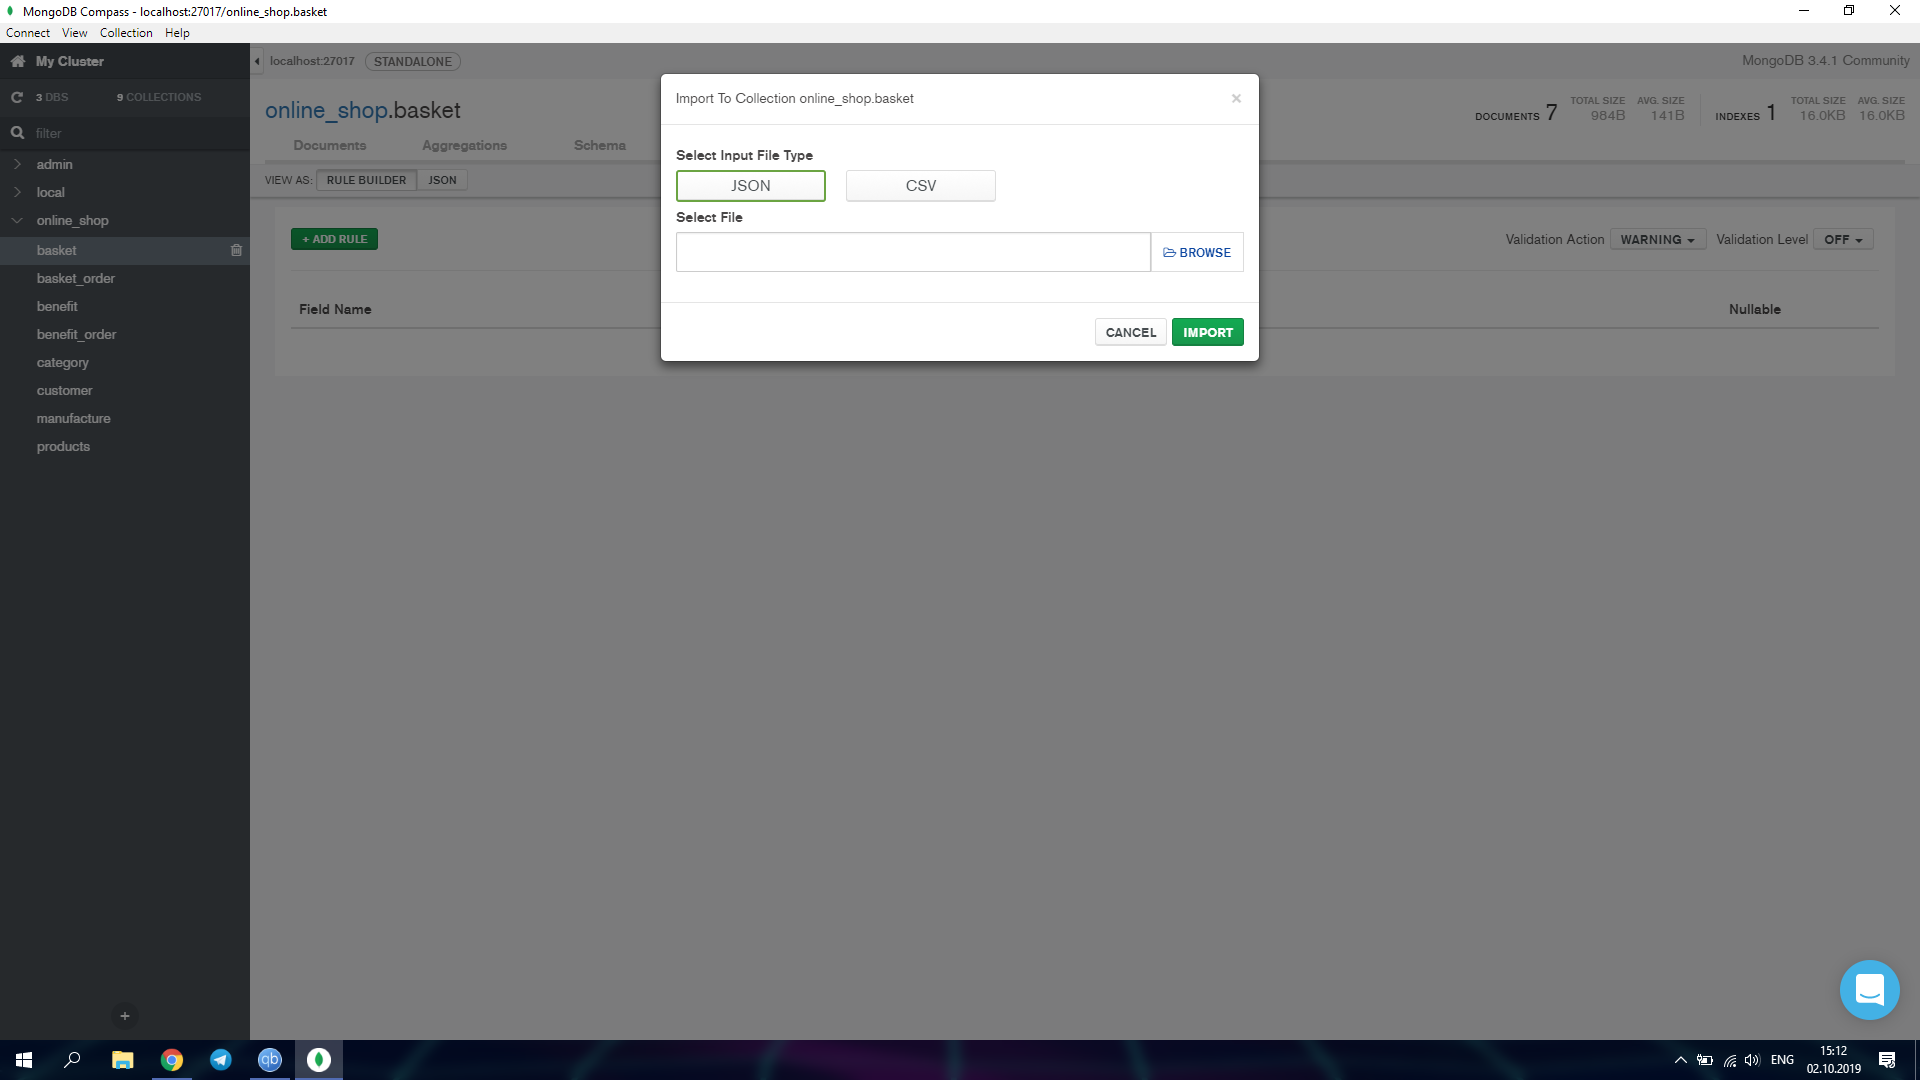 MongoDB Compass - localhost:27017/online_shop.basket
Connect View Collection Help
My Cluster
3 DBS 9 COLLECTIONS
filter
admin
local
online_shop
basket
basket_order
benefit
benefit_order
category
customer
manufacture
products
+
localhost:27017 STANDALONE
MongoDB 3.4.1 Community
online_shop.basket
DOCUMENTS 7 TOTAL SIZE 984B AVG. SIZE 141B INDEXES 1 TOTAL SIZE 16.0KB AVG. SIZE 16.0KB
Documents Aggregations Schema
VIEW AS: RULE BUILDER JSON
+ ADD RULE
Validation Action WARNING Validation Level OFF
Field Name Nullable
Import To Collection online_shop.basket ×
Select Input File Type
JSON CSV
Select File
BROWSE
CANCEL IMPORT
qb
ENG
15:12
02.10.2019